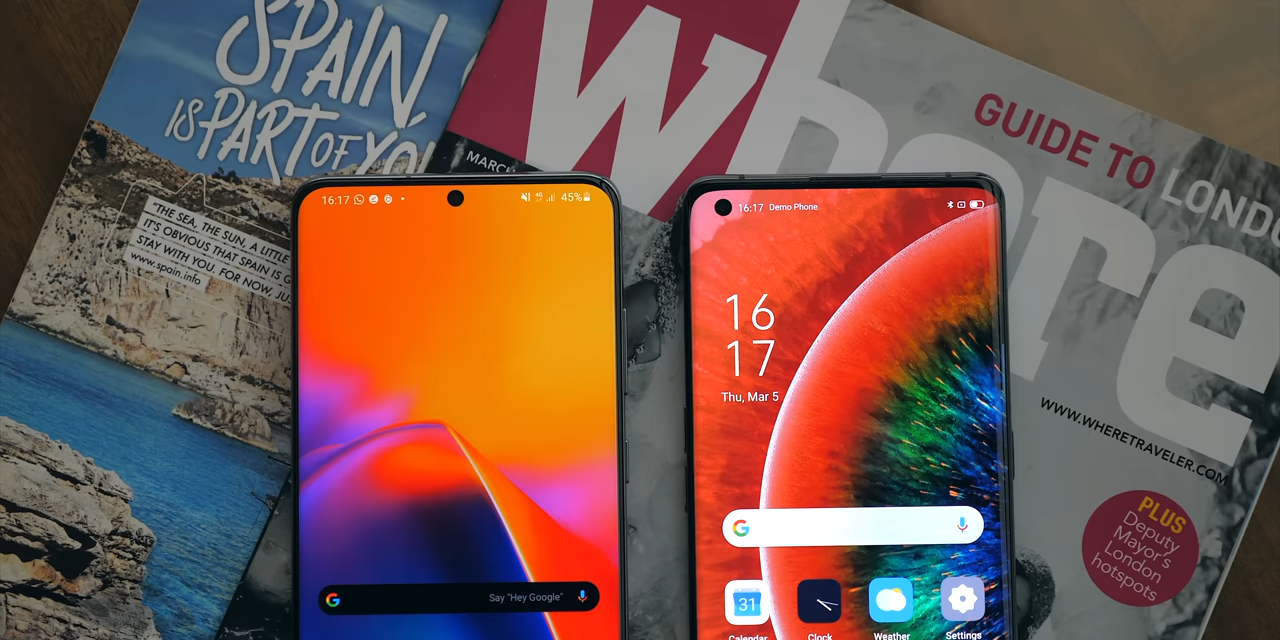 SPAIN
IS PART OF YOU
"THE SEA, THE SUN, A LITTLE
IT'S OBVIOUS THAT SPAIN IS
STAY WITH YOU. FOR NOW,
www.spain.info
Where
MARCH
GUIDE TO LONDO
WWW.WHERETRAVELER.COM
PLUS
Deputy
Mayor's
London
hotspots
16:17
45%
Say "Hey Google"
16:17 Demo Phone
16
17
Thu, Mar 5
31
Calendar
Clock
Weather
Settings